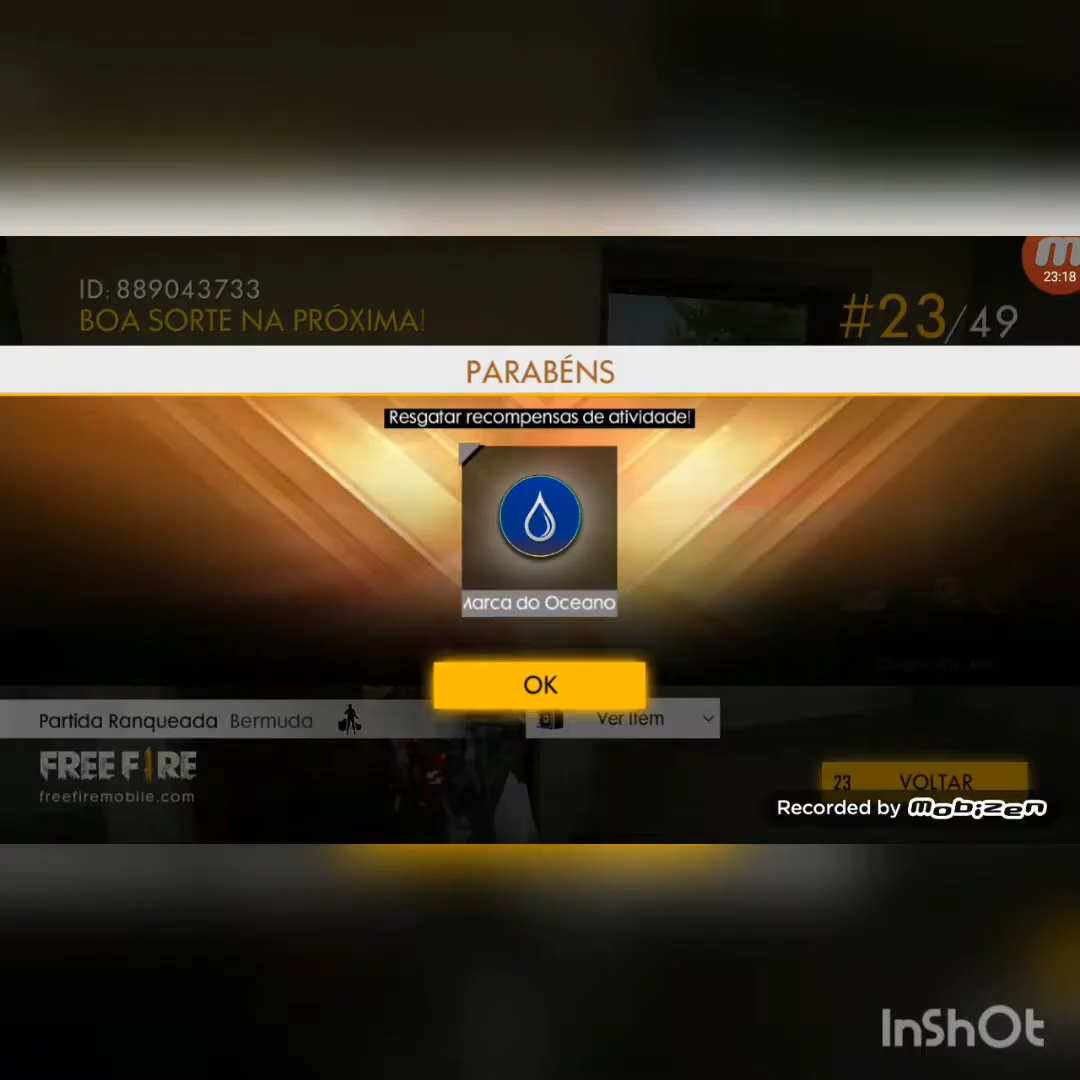 ID: 889043733
BOA SORTE NA PRÓXIMA!
23:18
#23/49
PARABÉNS
Resgatar recompensas de atividade!
Marca do Oceano
OK
Partida Ranqueada Bermuda
Ver Item
FREE FIRE
freefiremobile.com
23 VOLTAR
Recorded by mobizen
InShOt